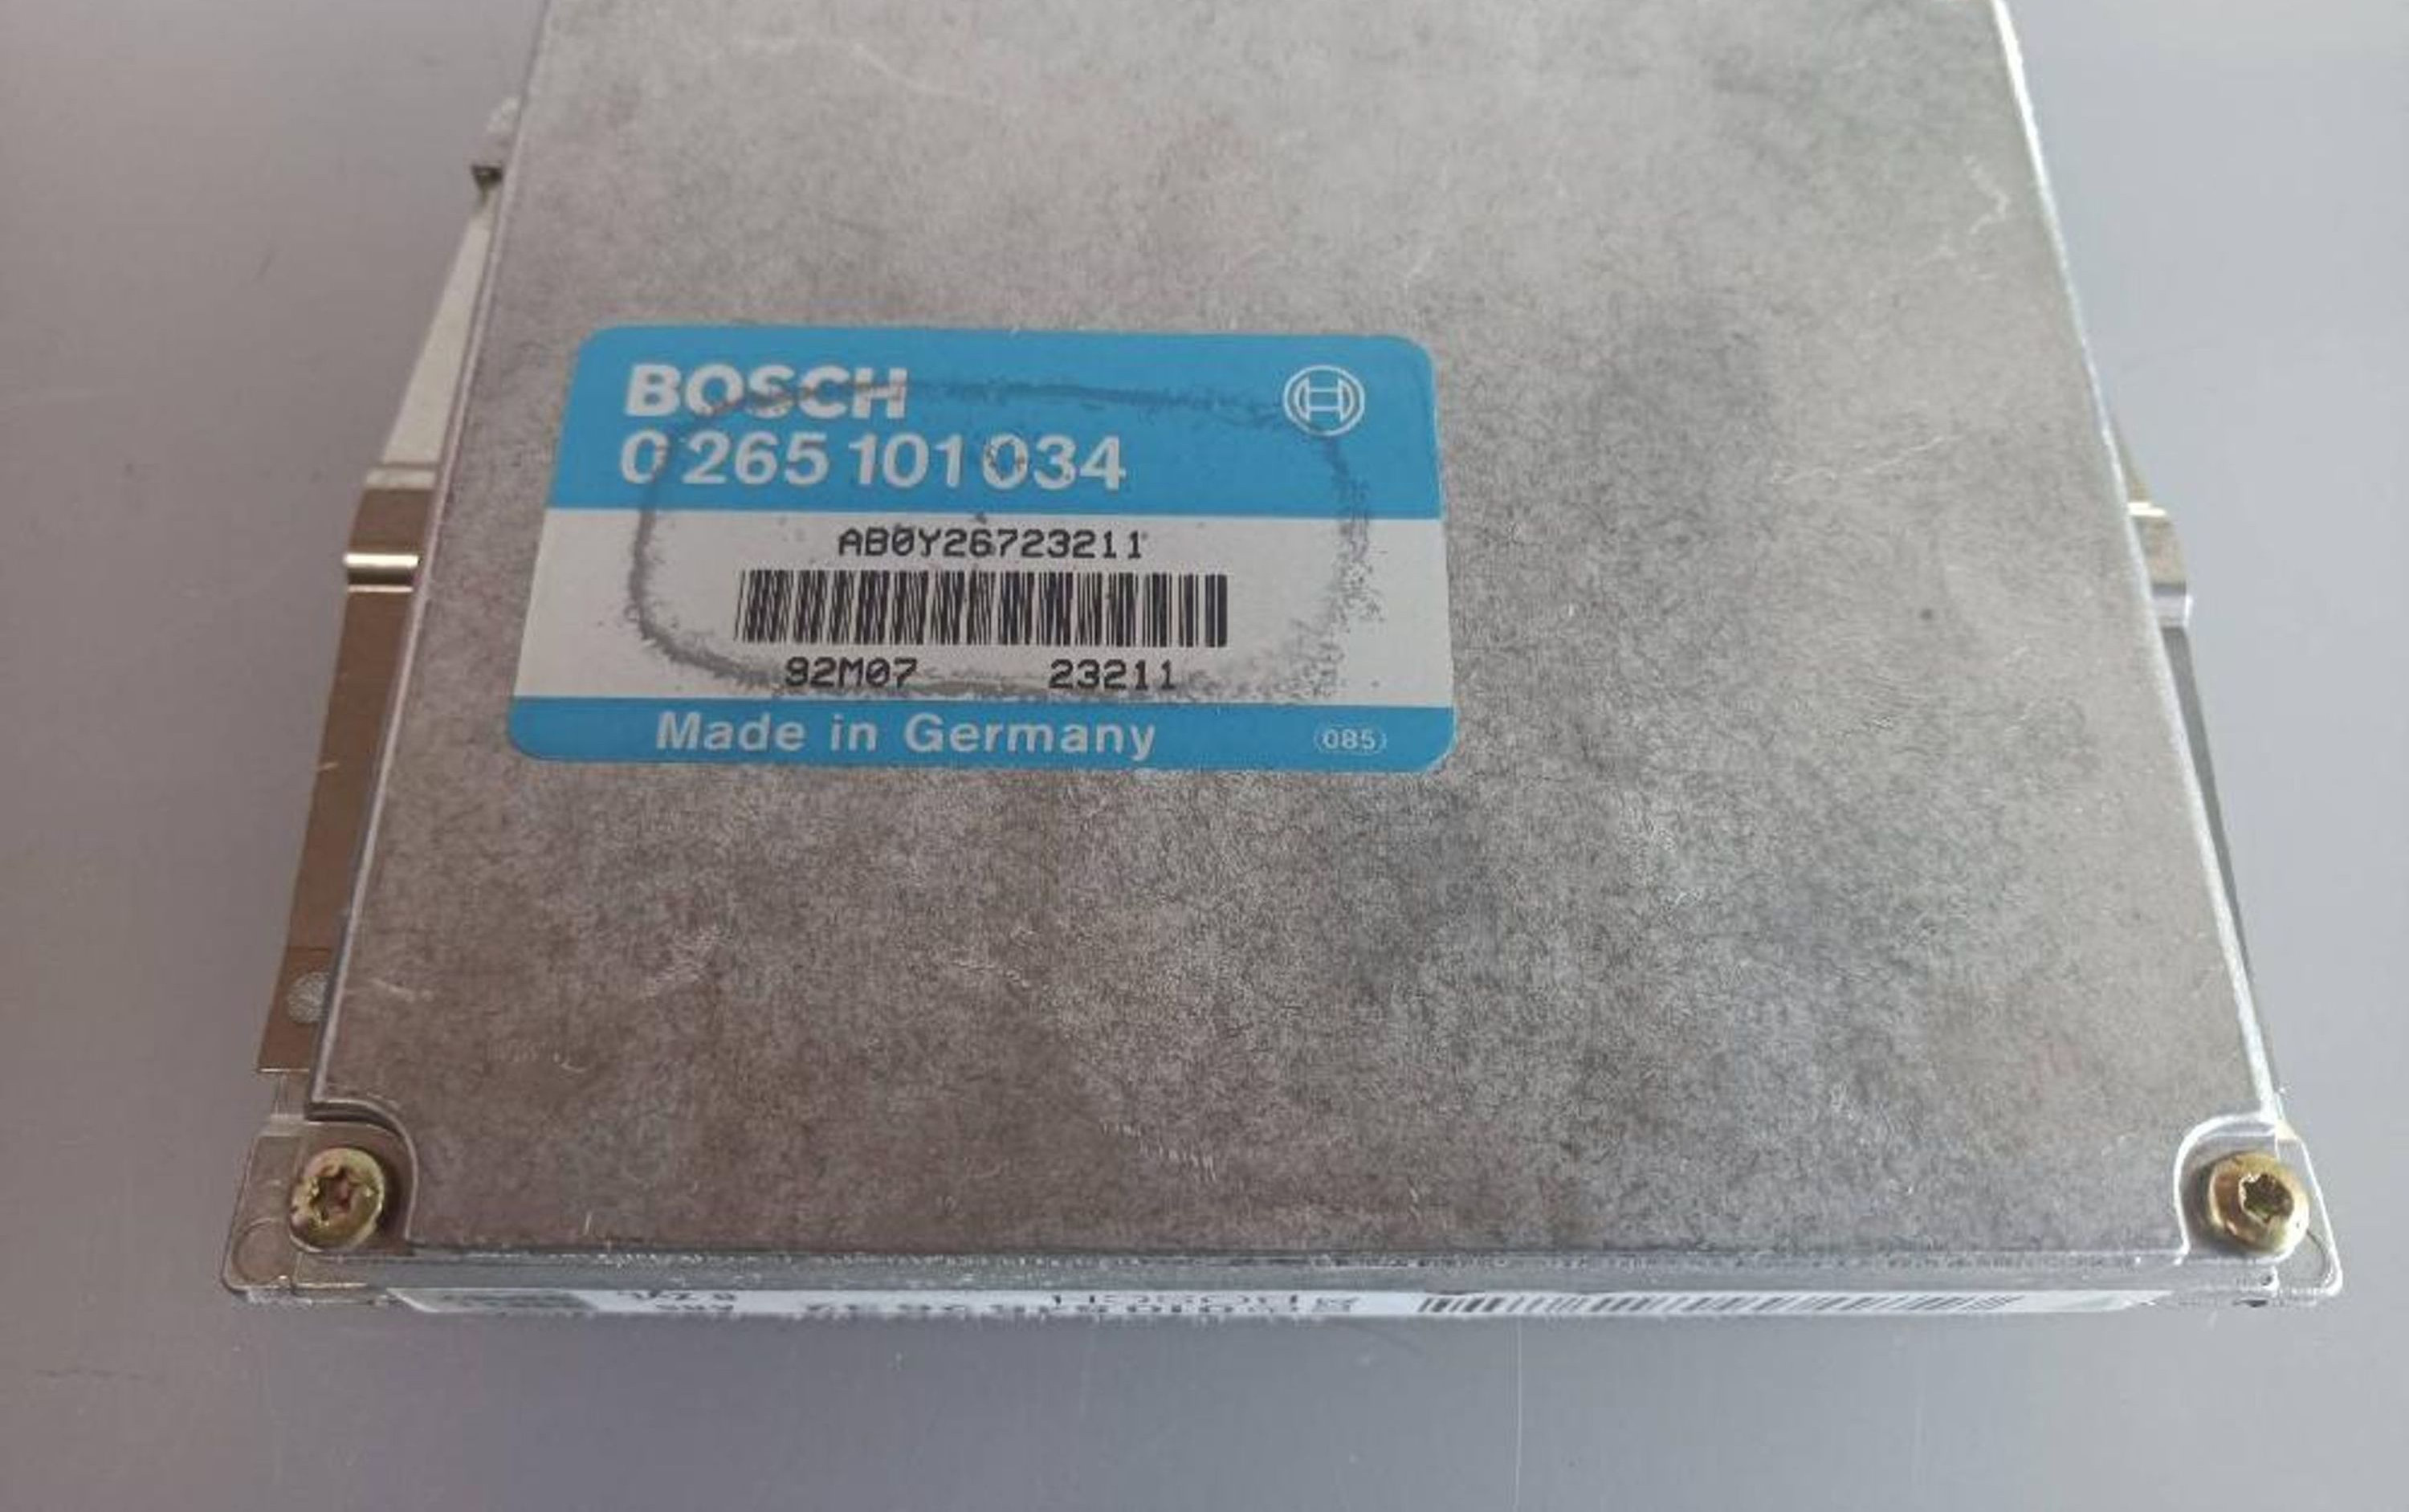 BOSCH
0 265 101 034
AB0Y26723211
92M07 23211
Made in Germany 085